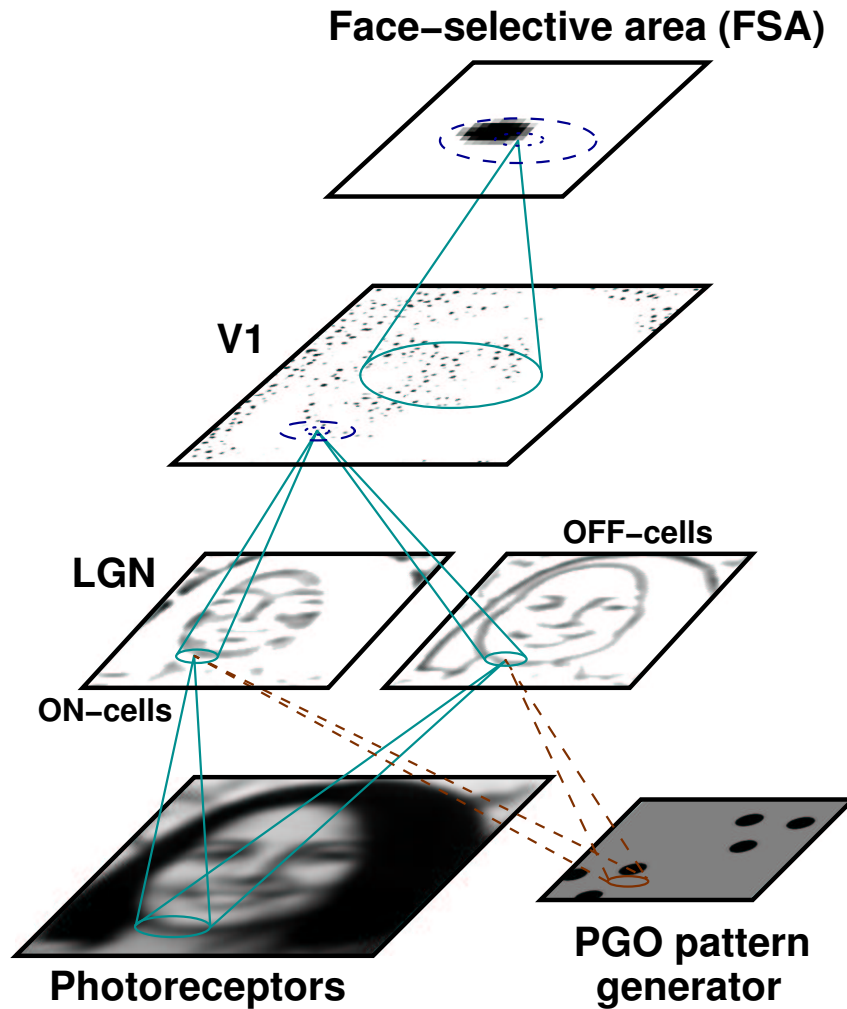 Face−selective area (FSA)
V1
OFF−cells
LGN
ON−cells
Photoreceptors
PGO pattern
generator